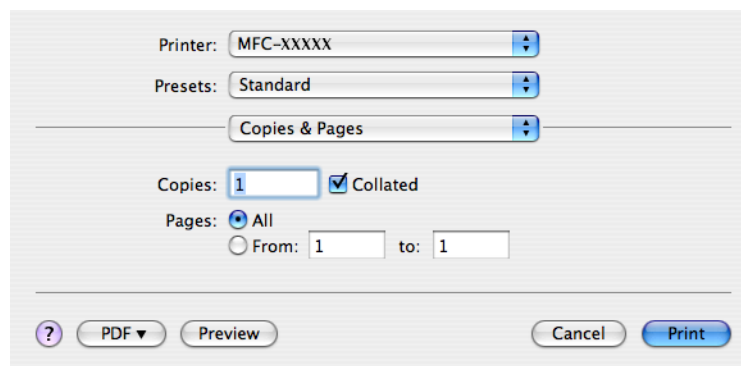 Printer: MFC-XXXXX
Presets: Standard
Copies & Pages
Copies: 1 Collated
Pages: All
From: 1 to: 1
? PDF▼ Preview Cancel Print